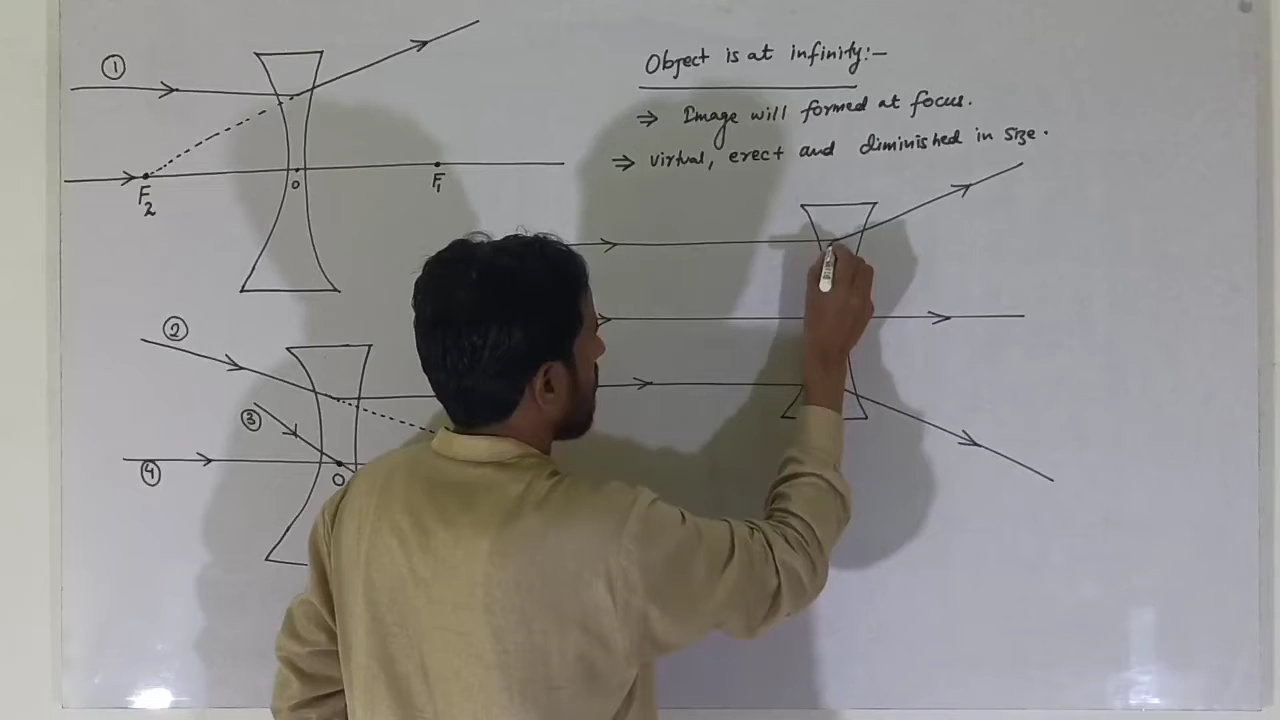 ①
F₂
O
F₁
②
③
④
O
Object is at infinity:-
⇒ Image will formed at focus.
⇒ virtual, erect and diminished in size.